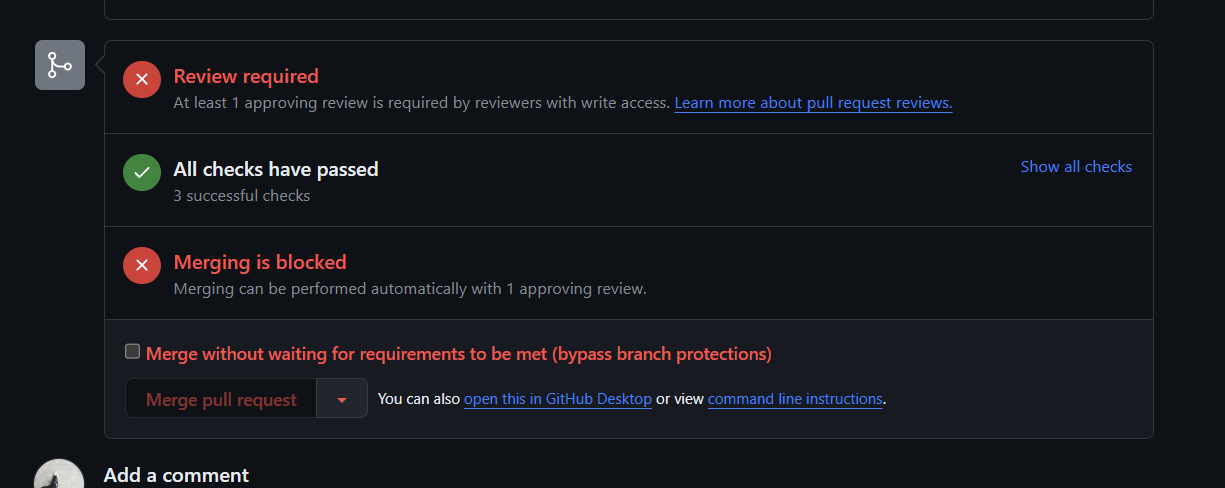 Review required
At least 1 approving review is required by reviewers with write access. Learn more about pull request reviews.
All checks have passed
Show all checks
3 successful checks
Merging is blocked
Merging can be performed automatically with 1 approving review.
Merge without waiting for requirements to be met (bypass branch protections)
Merge pull request
You can also open this in GitHub Desktop or view command line instructions.
Add a comment